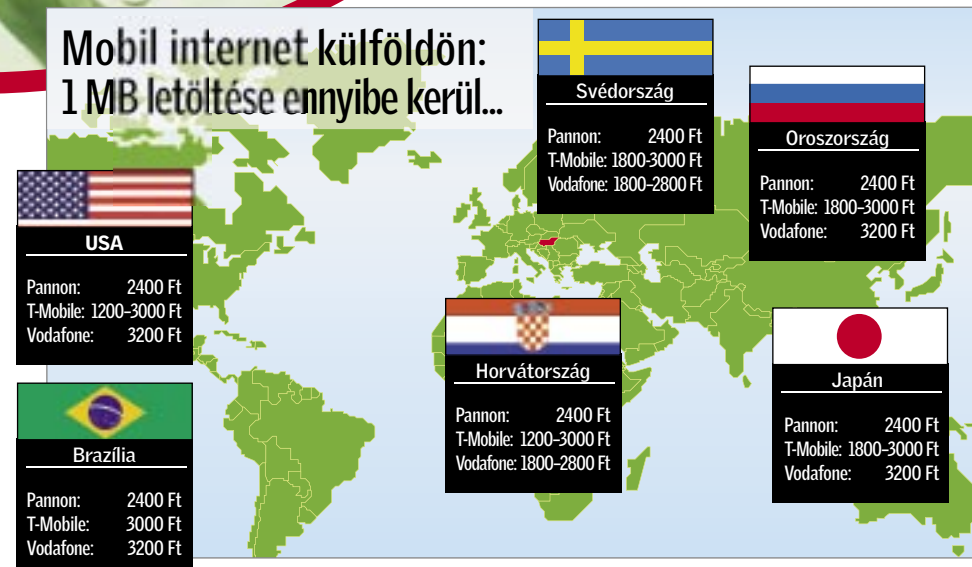 Mobil internet külföldön:
1 MB letöltése ennyibe kerül...
Svédország
Pannon: 2400 Ft
T-Mobile: 1800-3000 Ft
Vodafone: 1800–2800 Ft
Oroszország
Pannon: 2400 Ft
T-Mobile: 1800–3000 Ft
Vodafone: 3200 Ft
USA
Pannon: 2400 Ft
T-Mobile: 1200–3000 Ft
Vodafone: 3200 Ft
Horvátország
Pannon: 2400 Ft
T-Mobile: 1200–3000 Ft
Vodafone: 1800–2800 Ft
Japán
Pannon: 2400 Ft
T-Mobile: 1800–3000 Ft
Vodafone: 3200 Ft
Brazília
Pannon: 2400 Ft
T-Mobile: 3000 Ft
Vodafone: 3200 Ft